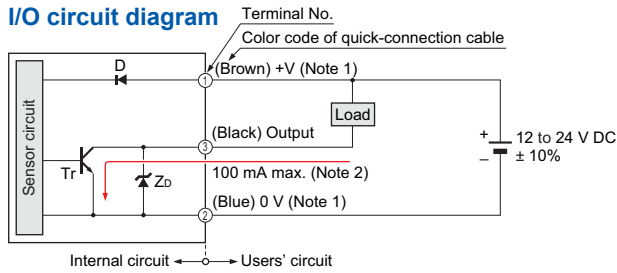 I/O circuit diagram
Terminal No.
Color code of quick-connection cable
D
1
(Brown) +V (Note 1)
Load
Sensor circuit
Tr
3
(Black) Output
+
12 to 24 V DC
–
± 10%
100 mA max. (Note 2)
ZD
2
(Blue) 0 V (Note 1)
Internal circuit
Users' circuit